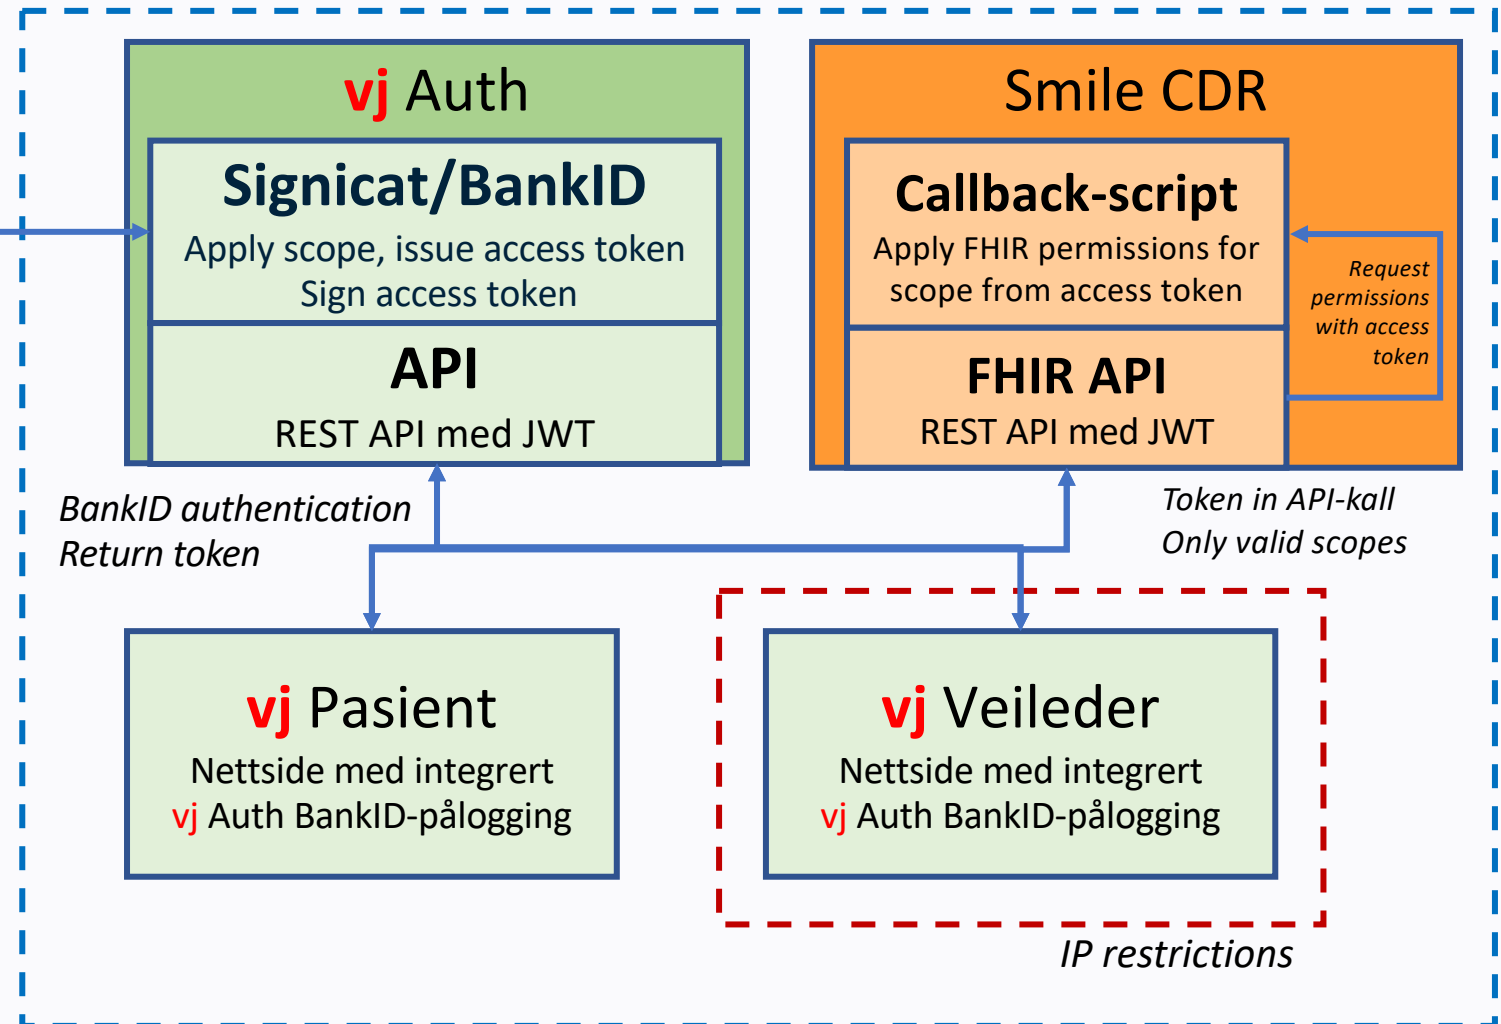 vj Auth
Signicat/BankID
Apply scope, issue access token
Sign access token
API
REST API med JWT
Smile CDR
Callback-script
Apply FHIR permissions for
scope from access token
Request
permissions
with access
token
FHIR API
REST API med JWT
BankID authentication
Return token
Token in API-kall
Only valid scopes
vj Pasient
Nettside med integrert
vj Auth BankID-pålogging
vj Veileder
Nettside med integrert
vj Auth BankID-pålogging
IP restrictions